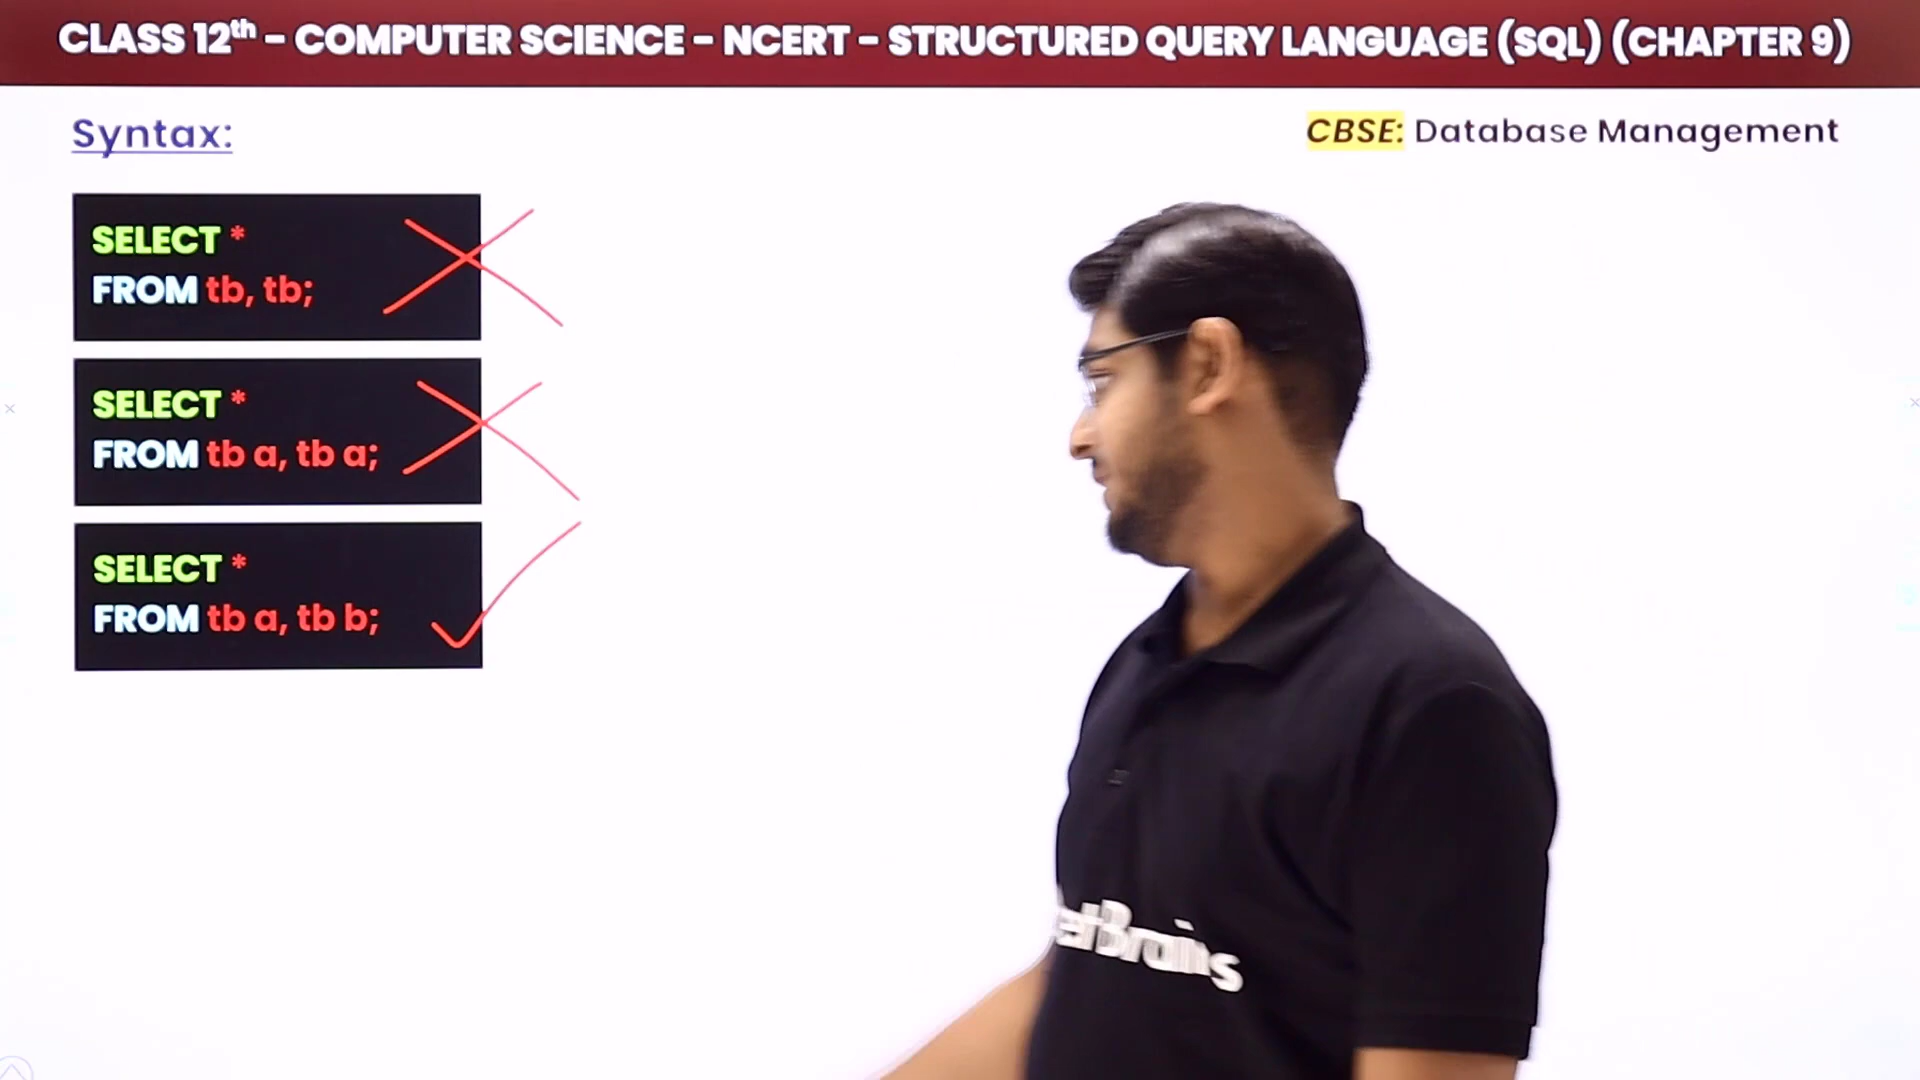 CLASS 12th - COMPUTER SCIENCE - NCERT - STRUCTURED QUERY LANGUAGE (SQL) (CHAPTER 9)
Syntax:
CBSE: Database Management
SELECT *
FROM tb, tb;
SELECT *
FROM tb a, tb a;
SELECT *
FROM tb a, tb b;